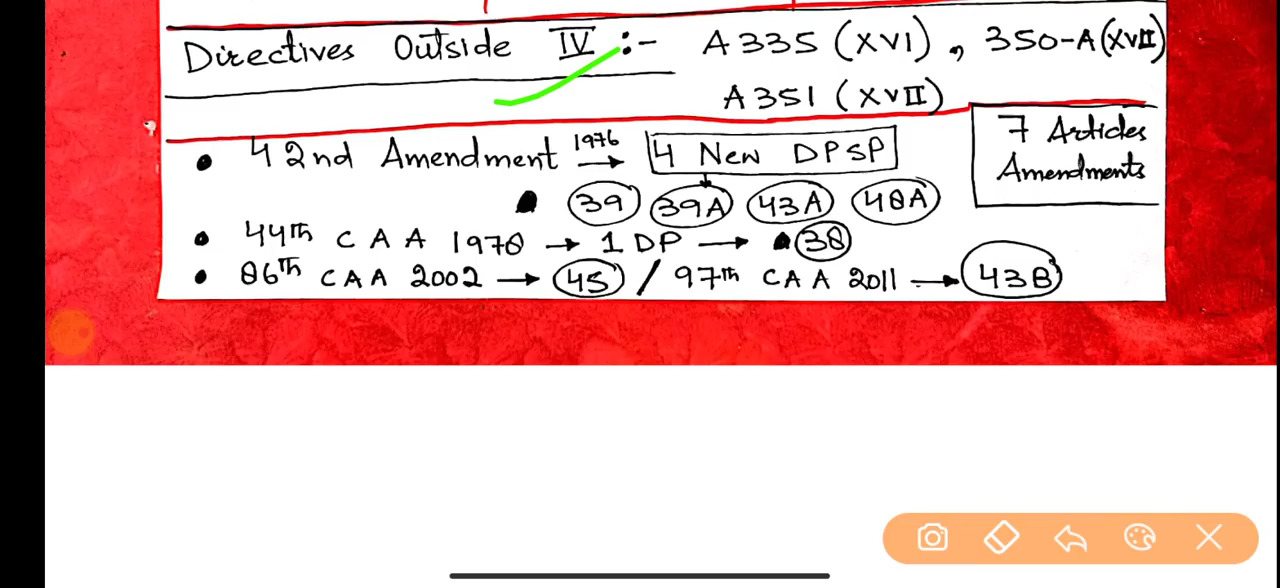 Directives Outside IV :- A335 (XVI), 350-A (XVII)
A351 (XVII)
7 Articles
Amendments
• 42nd Amendment 1976 → 4 New DPSP
39 39A 43A 48A
• 44th CAA 1978 → 1 DP → 38
• 86th CAA 2002 → 45 / 97th CAA 2011 → 43B